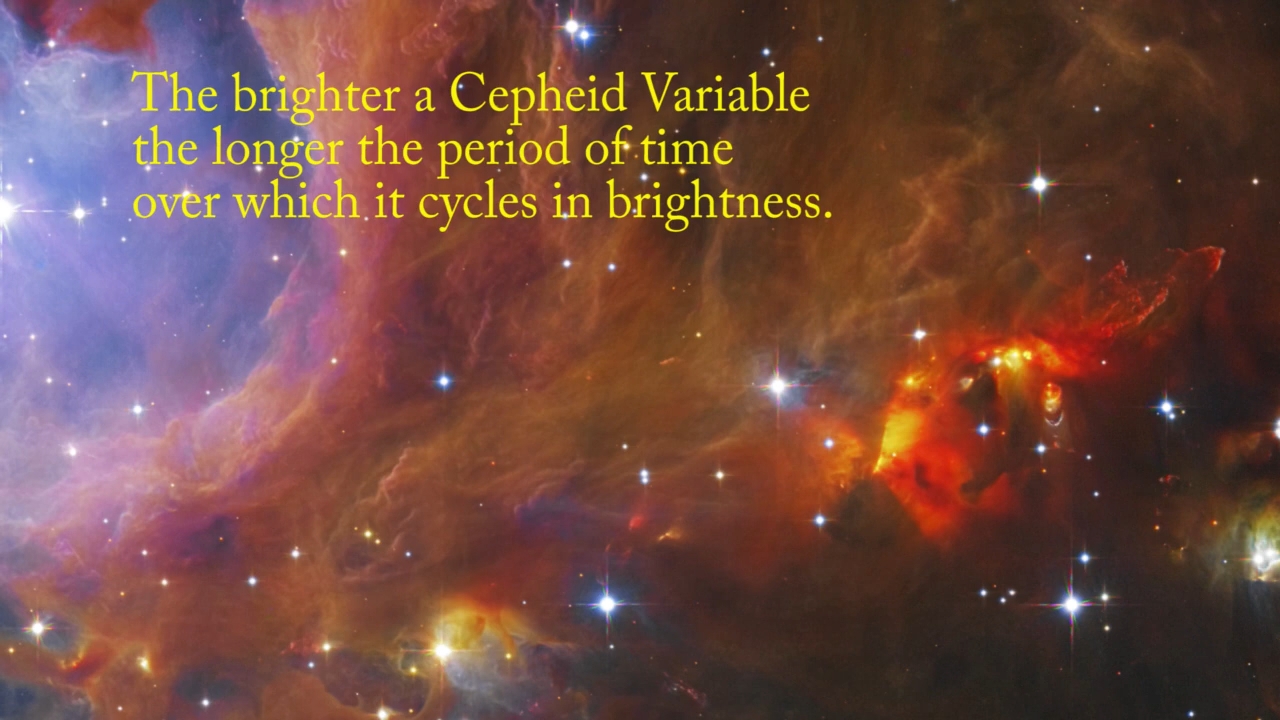 The brighter a Cepheid Variable
the longer the period of time
over which it cycles in brightness.